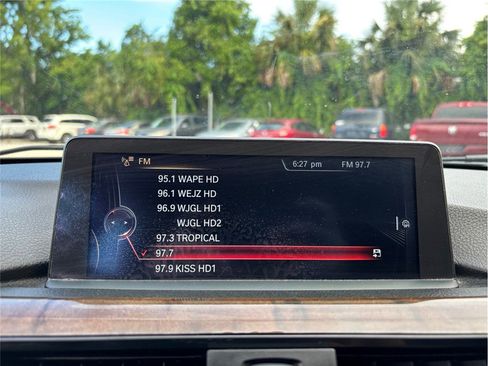 FM 6:27 pm FM 97.7
95.1 WAPE HD
96.1 WEJZ HD
96.9 WJGL HD1
WJGL HD2
97.3 TROPICAL
97.7
97.9 KISS HD1